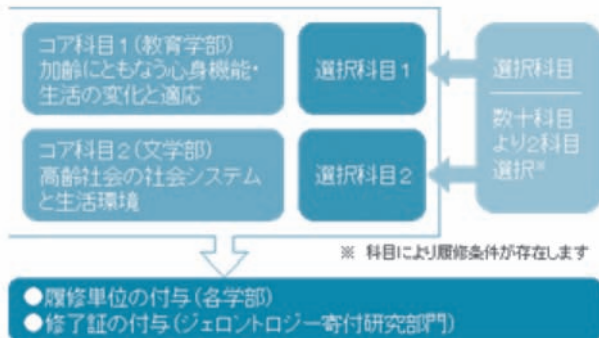 コア科目1(教育学部)
加齢にともなう心身機能・
生活の変化と適応
選択科目1
選択科目
数十科目
より2科目
選択※
コア科目2(文学部)
高齢社会の社会システム
と生活環境
選択科目2
※ 科目により履修条件が存在します
●履修単位の付与(各学部)
●修了証の付与(ジェロントロジー寄付研究部門)